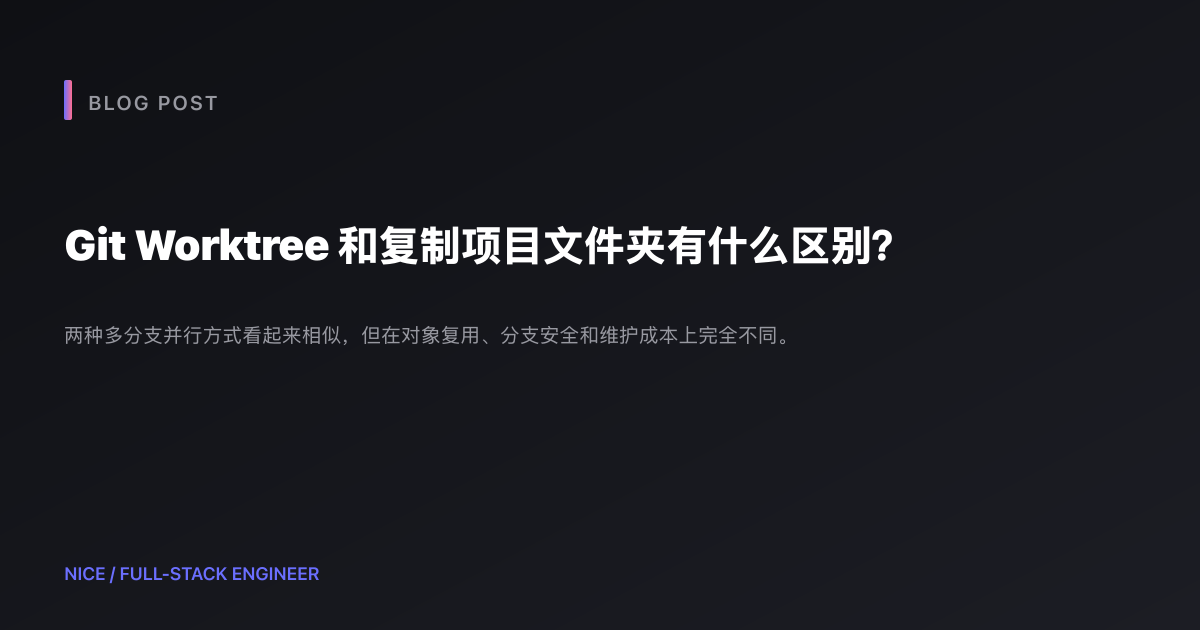 BLOG POST
Git Worktree 和复制项目文件夹有什么区别?
两种多分支并行方式看起来相似，但在对象复用、分支安全和维护成本上完全不同。
NICE / FULL-STACK ENGINEER